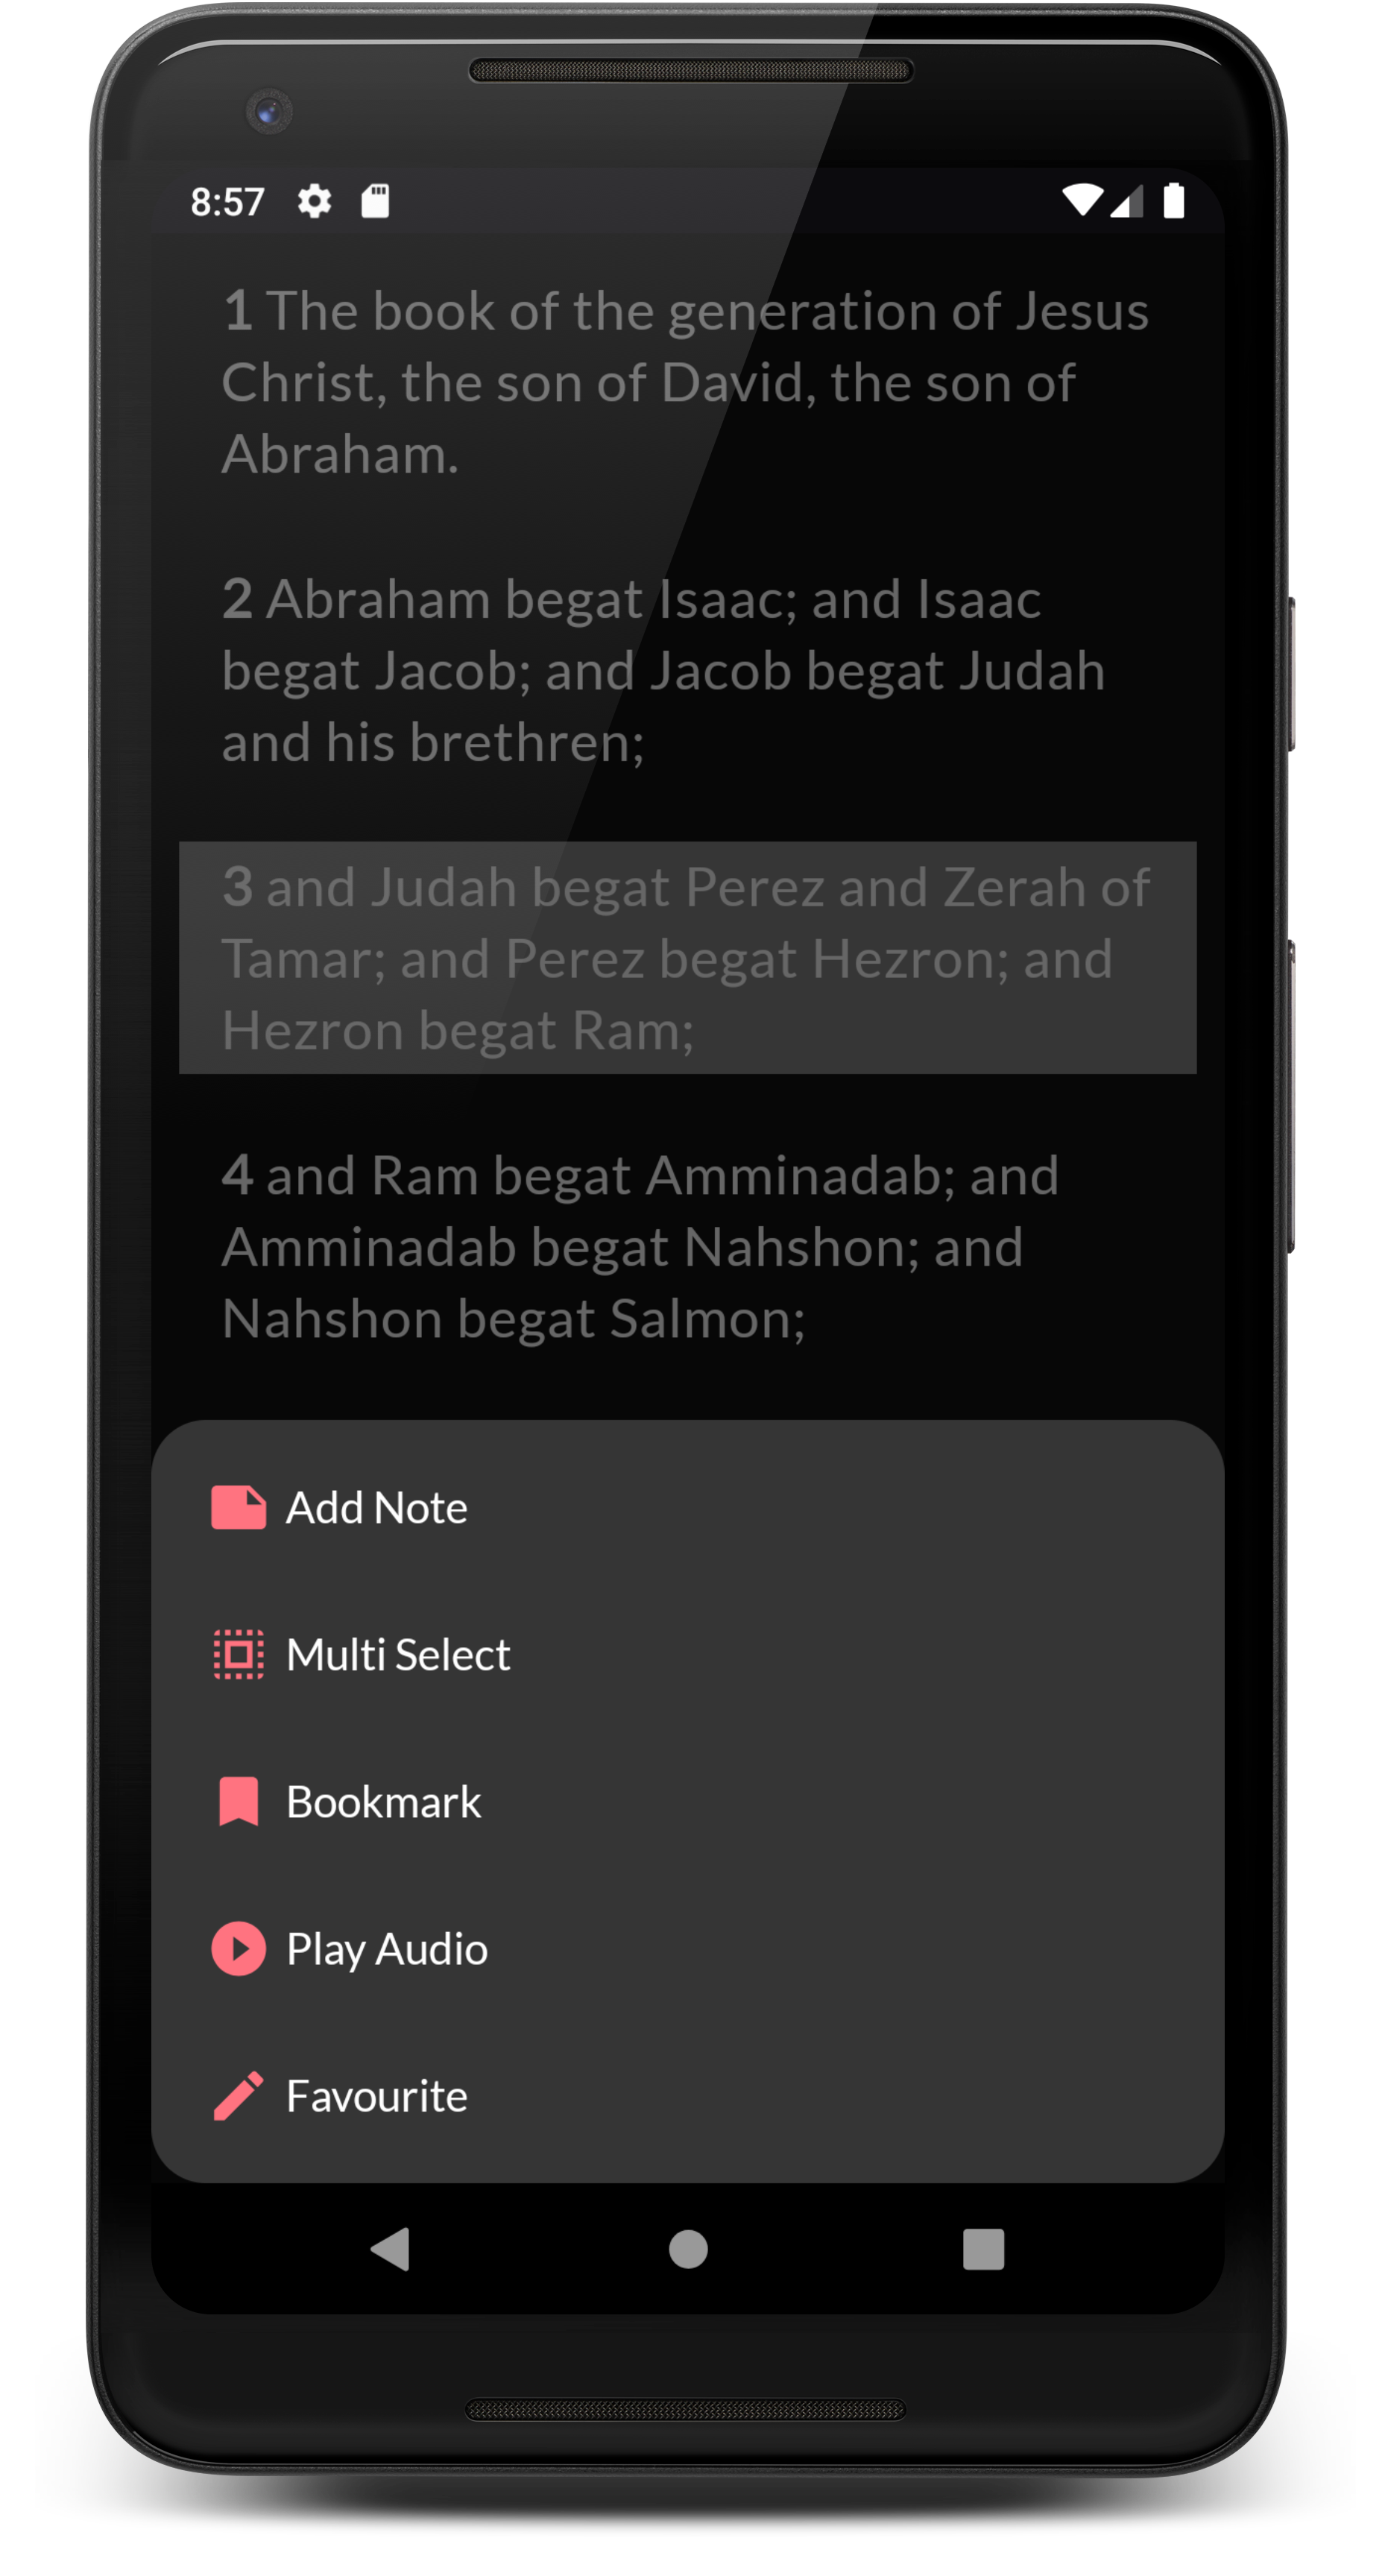 8:57
1 The book of the generation of Jesus
Christ, the son of David, the son of
Abraham.
2 Abraham begat Isaac; and Isaac
begat Jacob; and Jacob begat Judah
and his brethren;
3 and Judah begat Perez and Zerah of
Tamar; and Perez begat Hezron; and
Hezron begat Ram;
4 and Ram begat Amminadab; and
Amminadab begat Nahshon; and
Nahshon begat Salmon;
Add Note
Multi Select
Bookmark
Play Audio
Favourite